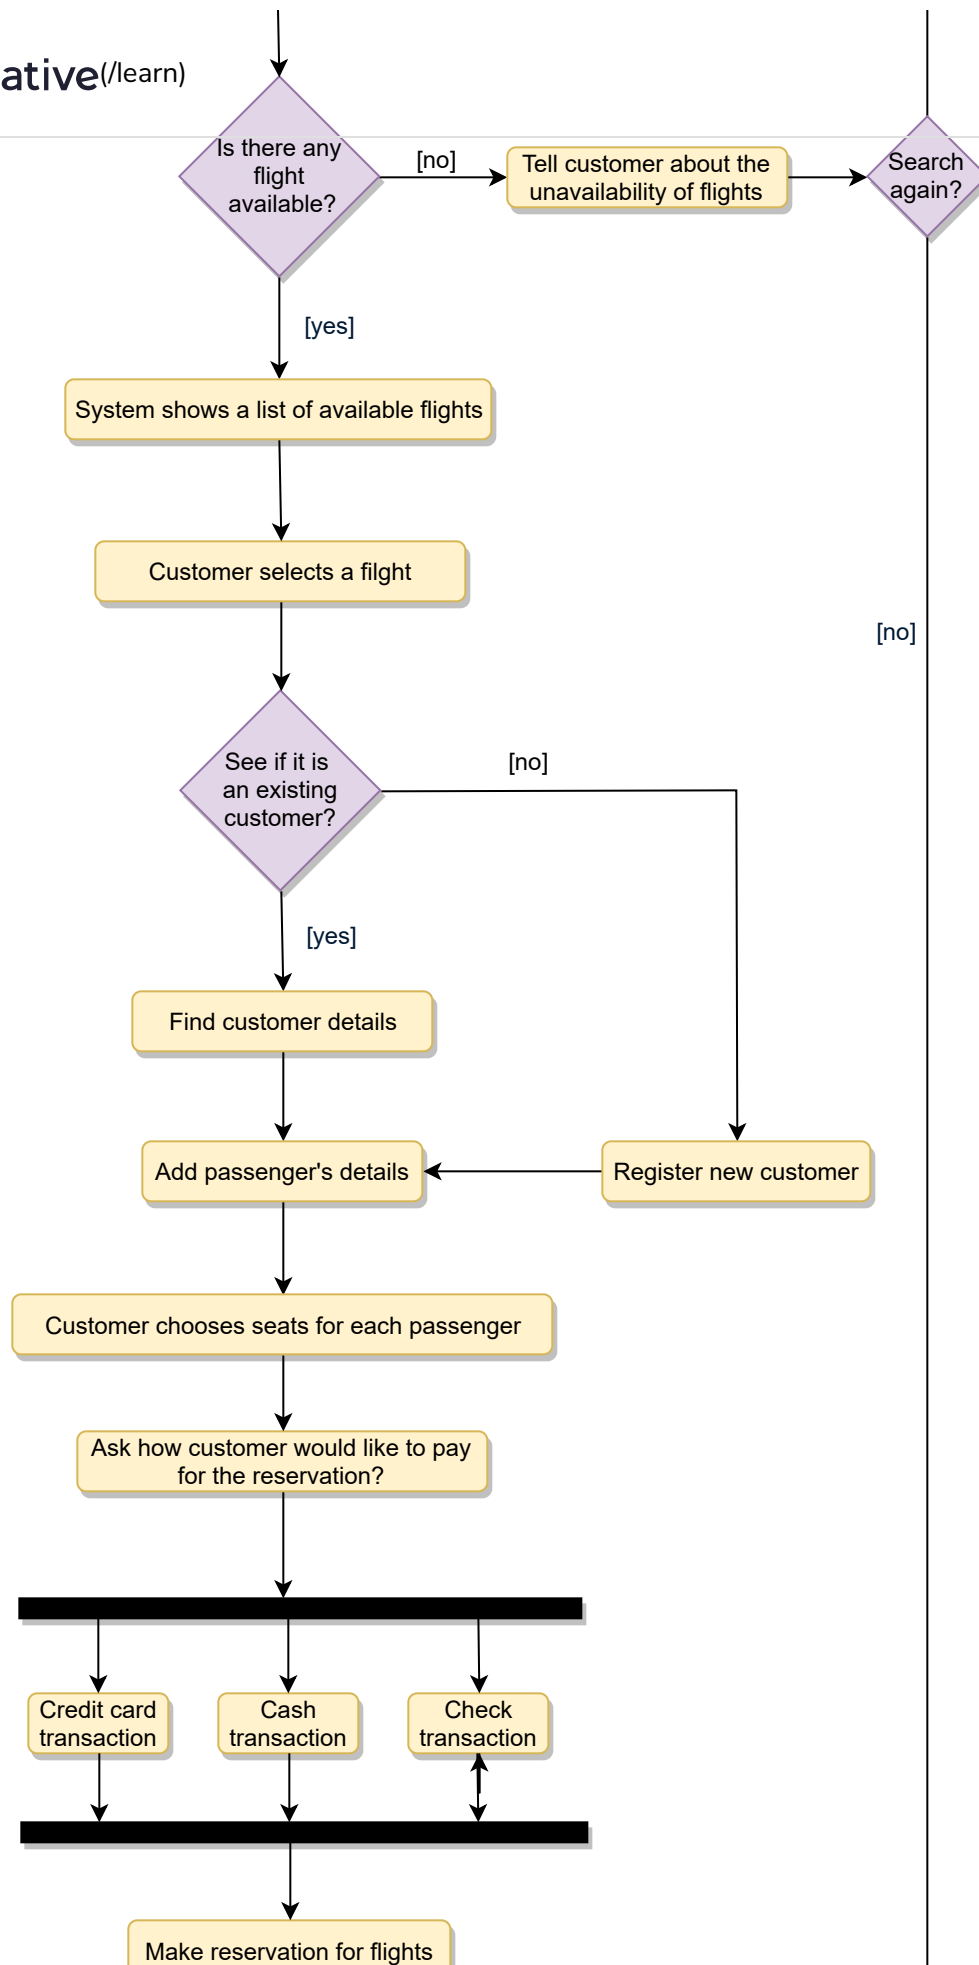 ative(/learn)
Is there any
flight
available?
[no]
Tell customer about the
unavailability of flights
Search
again?
[yes]
System shows a list of available flights
Customer selects a filght
[no]
See if it is
an existing
customer?
[no]
[yes]
Find customer details
Add passenger's details
Register new customer
Customer chooses seats for each passenger
Ask how customer would like to pay
for the reservation?
Credit card
transaction
Cash
transaction
Check
transaction
Make reservation for flights